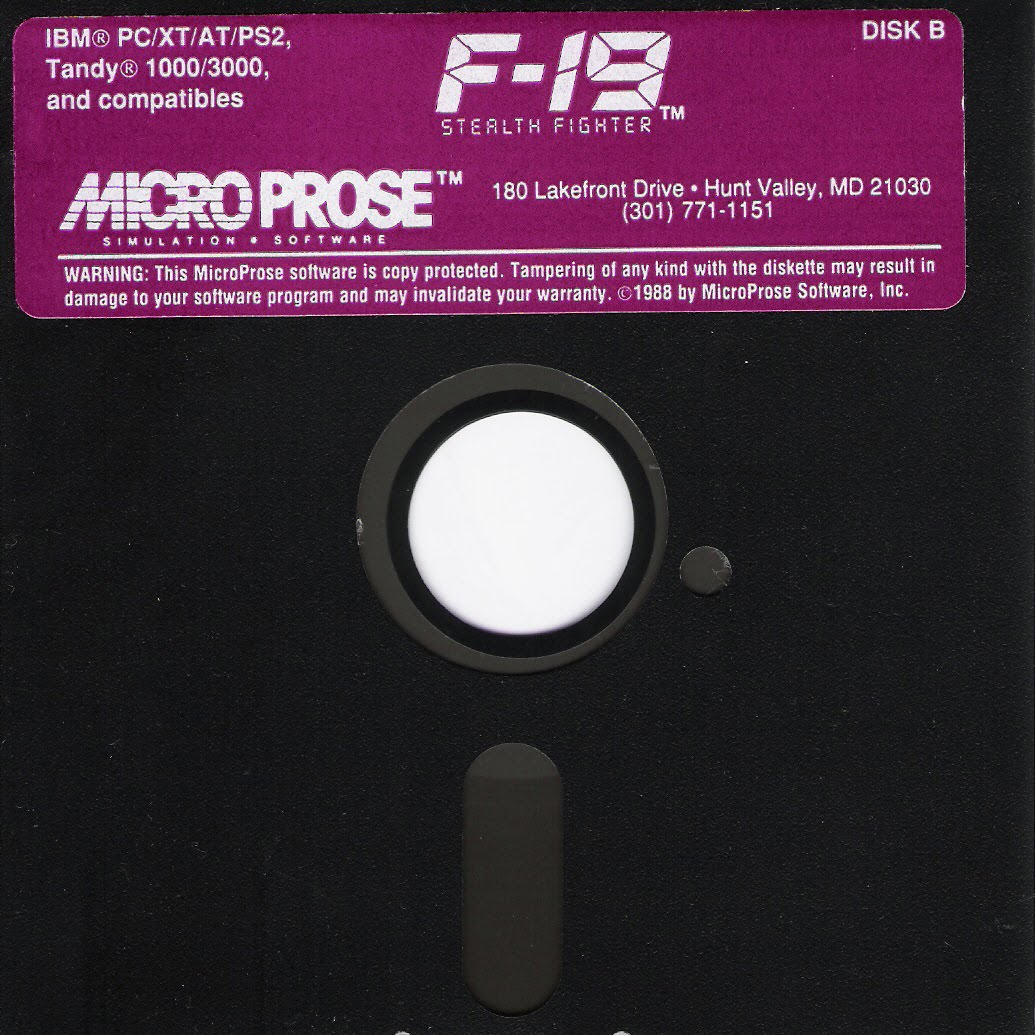 IBM® PC/XT/AT/PS2,
Tandy® 1000/3000,
and compatibles
F-19™
STEALTH FIGHTER
DISK B
MICRO PROSE™
SIMULATION • SOFTWARE
180 Lakefront Drive • Hunt Valley, MD 21030
(301) 771-1151
WARNING: This MicroProse software is copy protected. Tampering of any kind with the diskette may result in
damage to your software program and may invalidate your warranty. ©1988 by MicroProse Software, Inc.